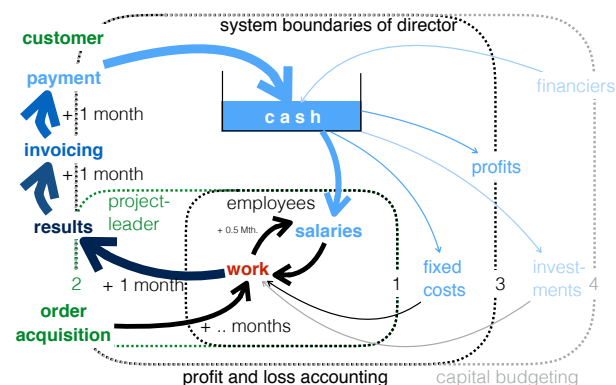 system boundaries of director
customer
payment
financiers
cash
+ 1 month
invoicing
profits
+ 1 month
project-
leader
employees
results
+ 0.5 Mth.
salaries
work
fixed
costs
invest-
ments
2
+ 1 month
1
3
4
order
acquisition
+ .. months
profit and loss accounting
capital budgeting